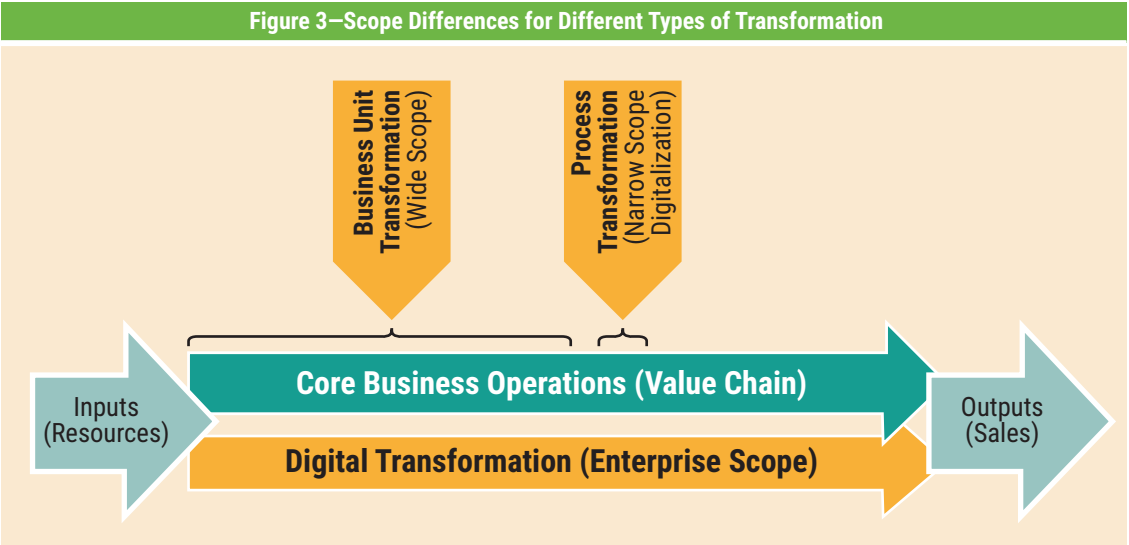 Figure 3—Scope Differences for Different Types of Transformation
Business Unit
Transformation
(Wide Scope)
Process
Transformation
(Narrow Scope
Digitalization)
Inputs
(Resources)
Core Business Operations (Value Chain)
Digital Transformation (Enterprise Scope)
Outputs
(Sales)